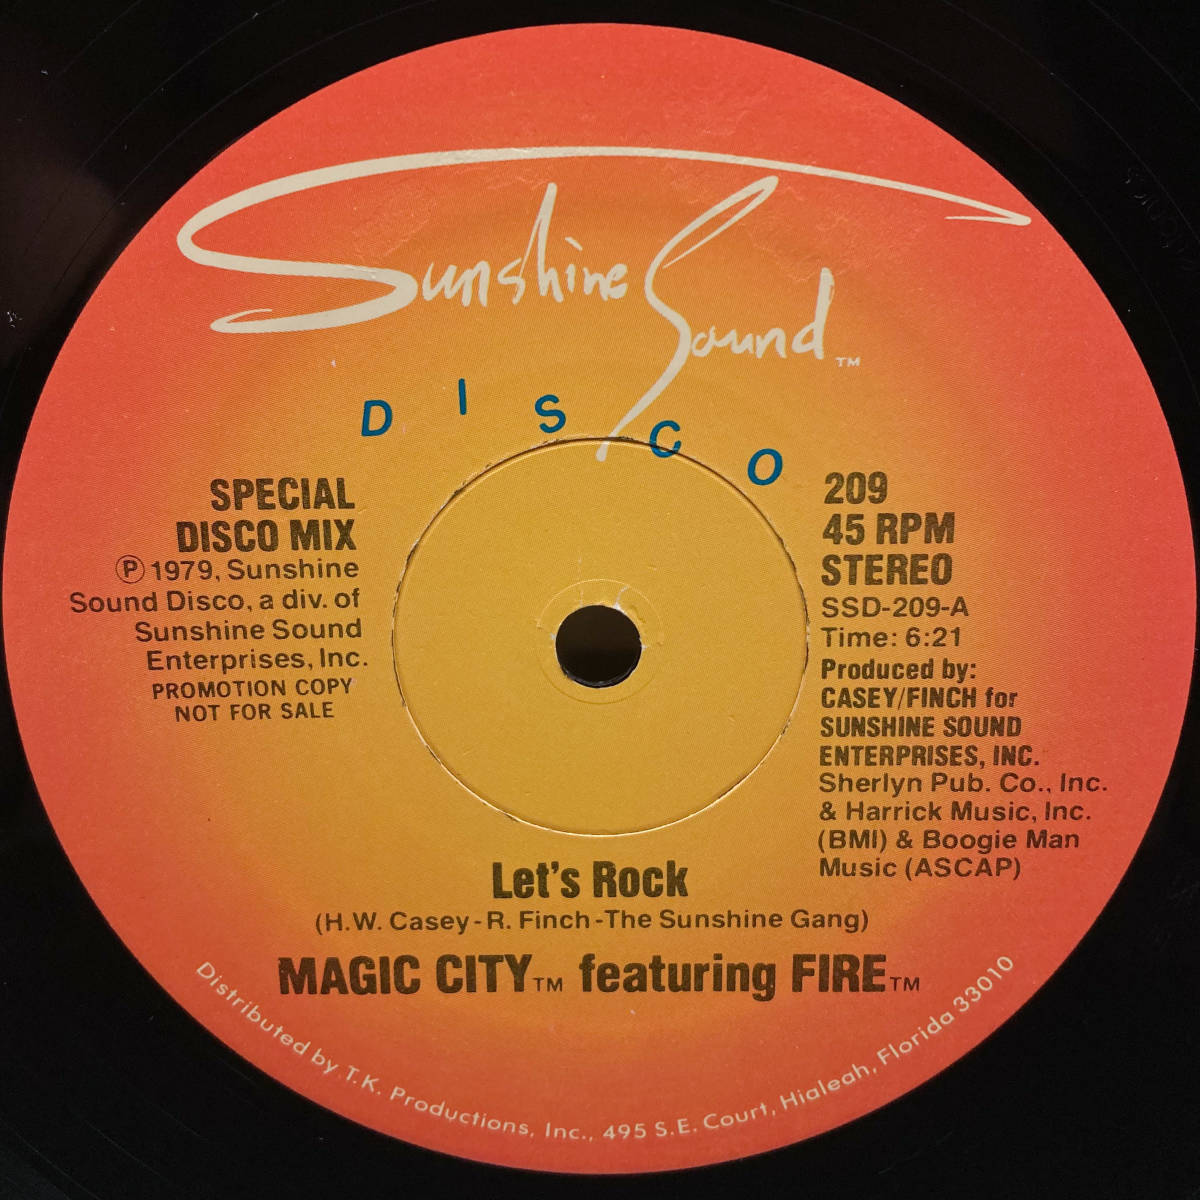 Sunshine Sound™
DISCO
SPECIAL
DISCO MIX
Ⓟ 1979, Sunshine
Sound Disco, a div. of
Sunshine Sound
Enterprises, Inc.
PROMOTION COPY
NOT FOR SALE
209
45 RPM
STEREO
SSD-209-A
Time: 6:21
Produced by:
CASEY/FINCH for
SUNSHINE SOUND
ENTERPRISES, INC.
Sherlyn Pub. Co., Inc.
& Harrick Music, Inc.
(BMI) & Boogie Man
Music (ASCAP)
Let's Rock
(H.W. Casey - R. Finch - The Sunshine Gang)
MAGIC CITY™ featuring FIRE™
Distributed by T.K. Productions, Inc., 495 S.E. Court, Hialeah, Florida 33010